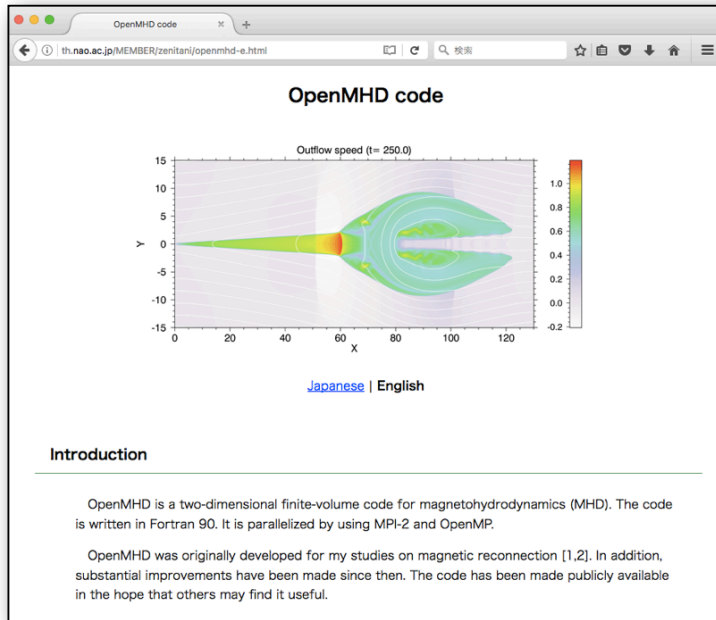 OpenMHD code
th.nao.ac.jp/MEMBER/zenitani/openmhd-e.html
検索
OpenMHD code
Outflow speed (t= 250.0)
15
10
5
0
-5
-10
-15
Y
0 20 40 60 80 100 120
X
1.0
0.8
0.6
0.4
0.2
0.0
-0.2
Japanese | English
Introduction
OpenMHD is a two-dimensional finite-volume code for magnetohydrodynamics (MHD). The code
is written in Fortran 90. It is parallelized by using MPI-2 and OpenMP.
OpenMHD was originally developed for my studies on magnetic reconnection [1,2]. In addition,
substantial improvements have been made since then. The code has been made publicly available
in the hope that others may find it useful.